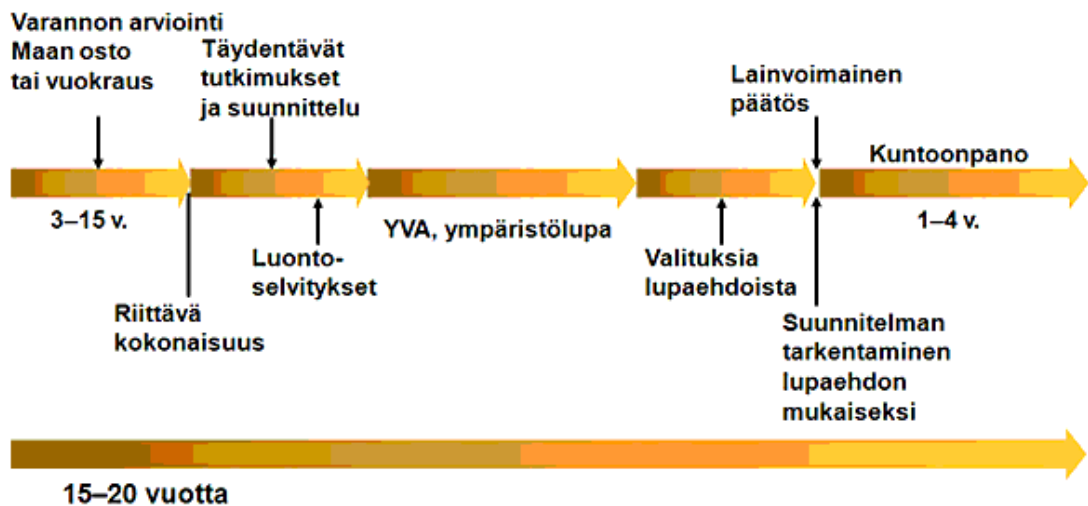 Varannon arviointi
Maan osto
tai vuokraus
Täydentävät
tutkimukset
ja suunnittelu
Lainvoimainen
päätös
Kuntoonpano
3–15 v.
Luonto-
selvitykset
YVA, ympäristölupa
Valituksia
lupaehdoista
1–4 v.
Riittävä
kokonaisuus
Suunnitelman
tarkentaminen
lupaehdon
mukaiseksi
15–20 vuotta